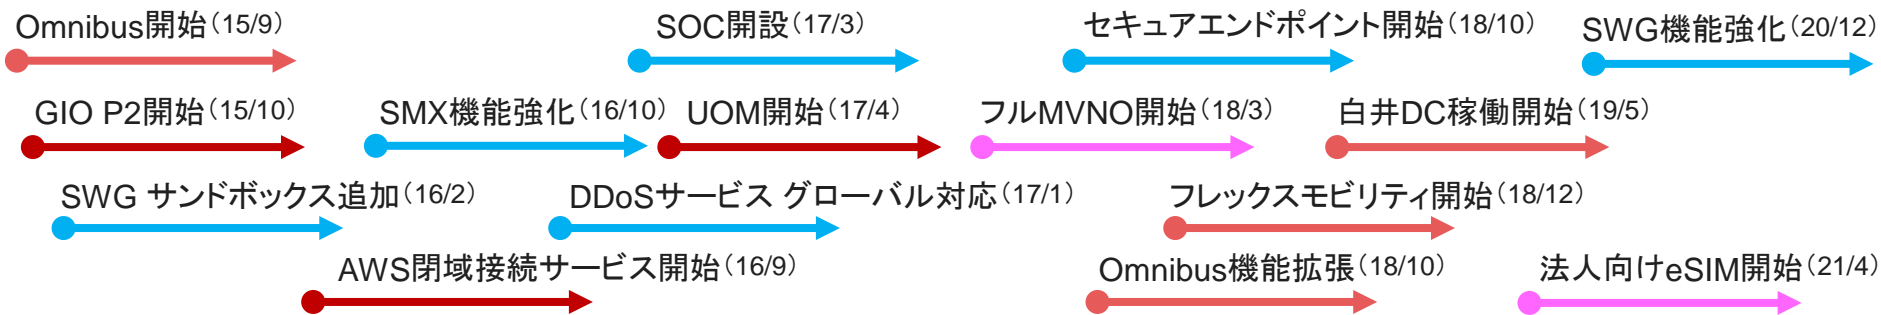 Omnibus開始（15/9）
SOC開設（17/3）
セキュアエンドポイント開始（18/10）
SWG機能強化（20/12）
GIO P2開始（15/10）
SMX機能強化（16/10）
UOM開始（17/4）
フルMVNO開始（18/3）
白井DC稼働開始（19/5）
SWG サンドボックス追加（16/2）
DDoSサービス グローバル対応（17/1）
フレックスモビリティ開始（18/12）
AWS閉域接続サービス開始（16/9）
Omnibus機能拡張（18/10）
法人向けeSIM開始（21/4）